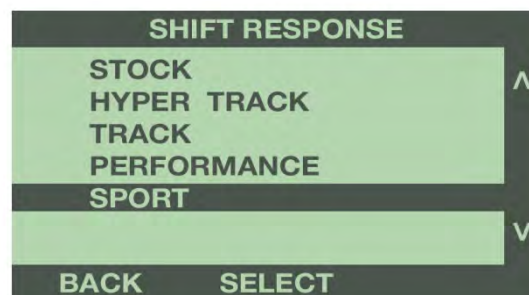 SHIFT RESPONSE
STOCK
HYPER TRACK
TRACK
PERFORMANCE
SPORT
BACK SELECT